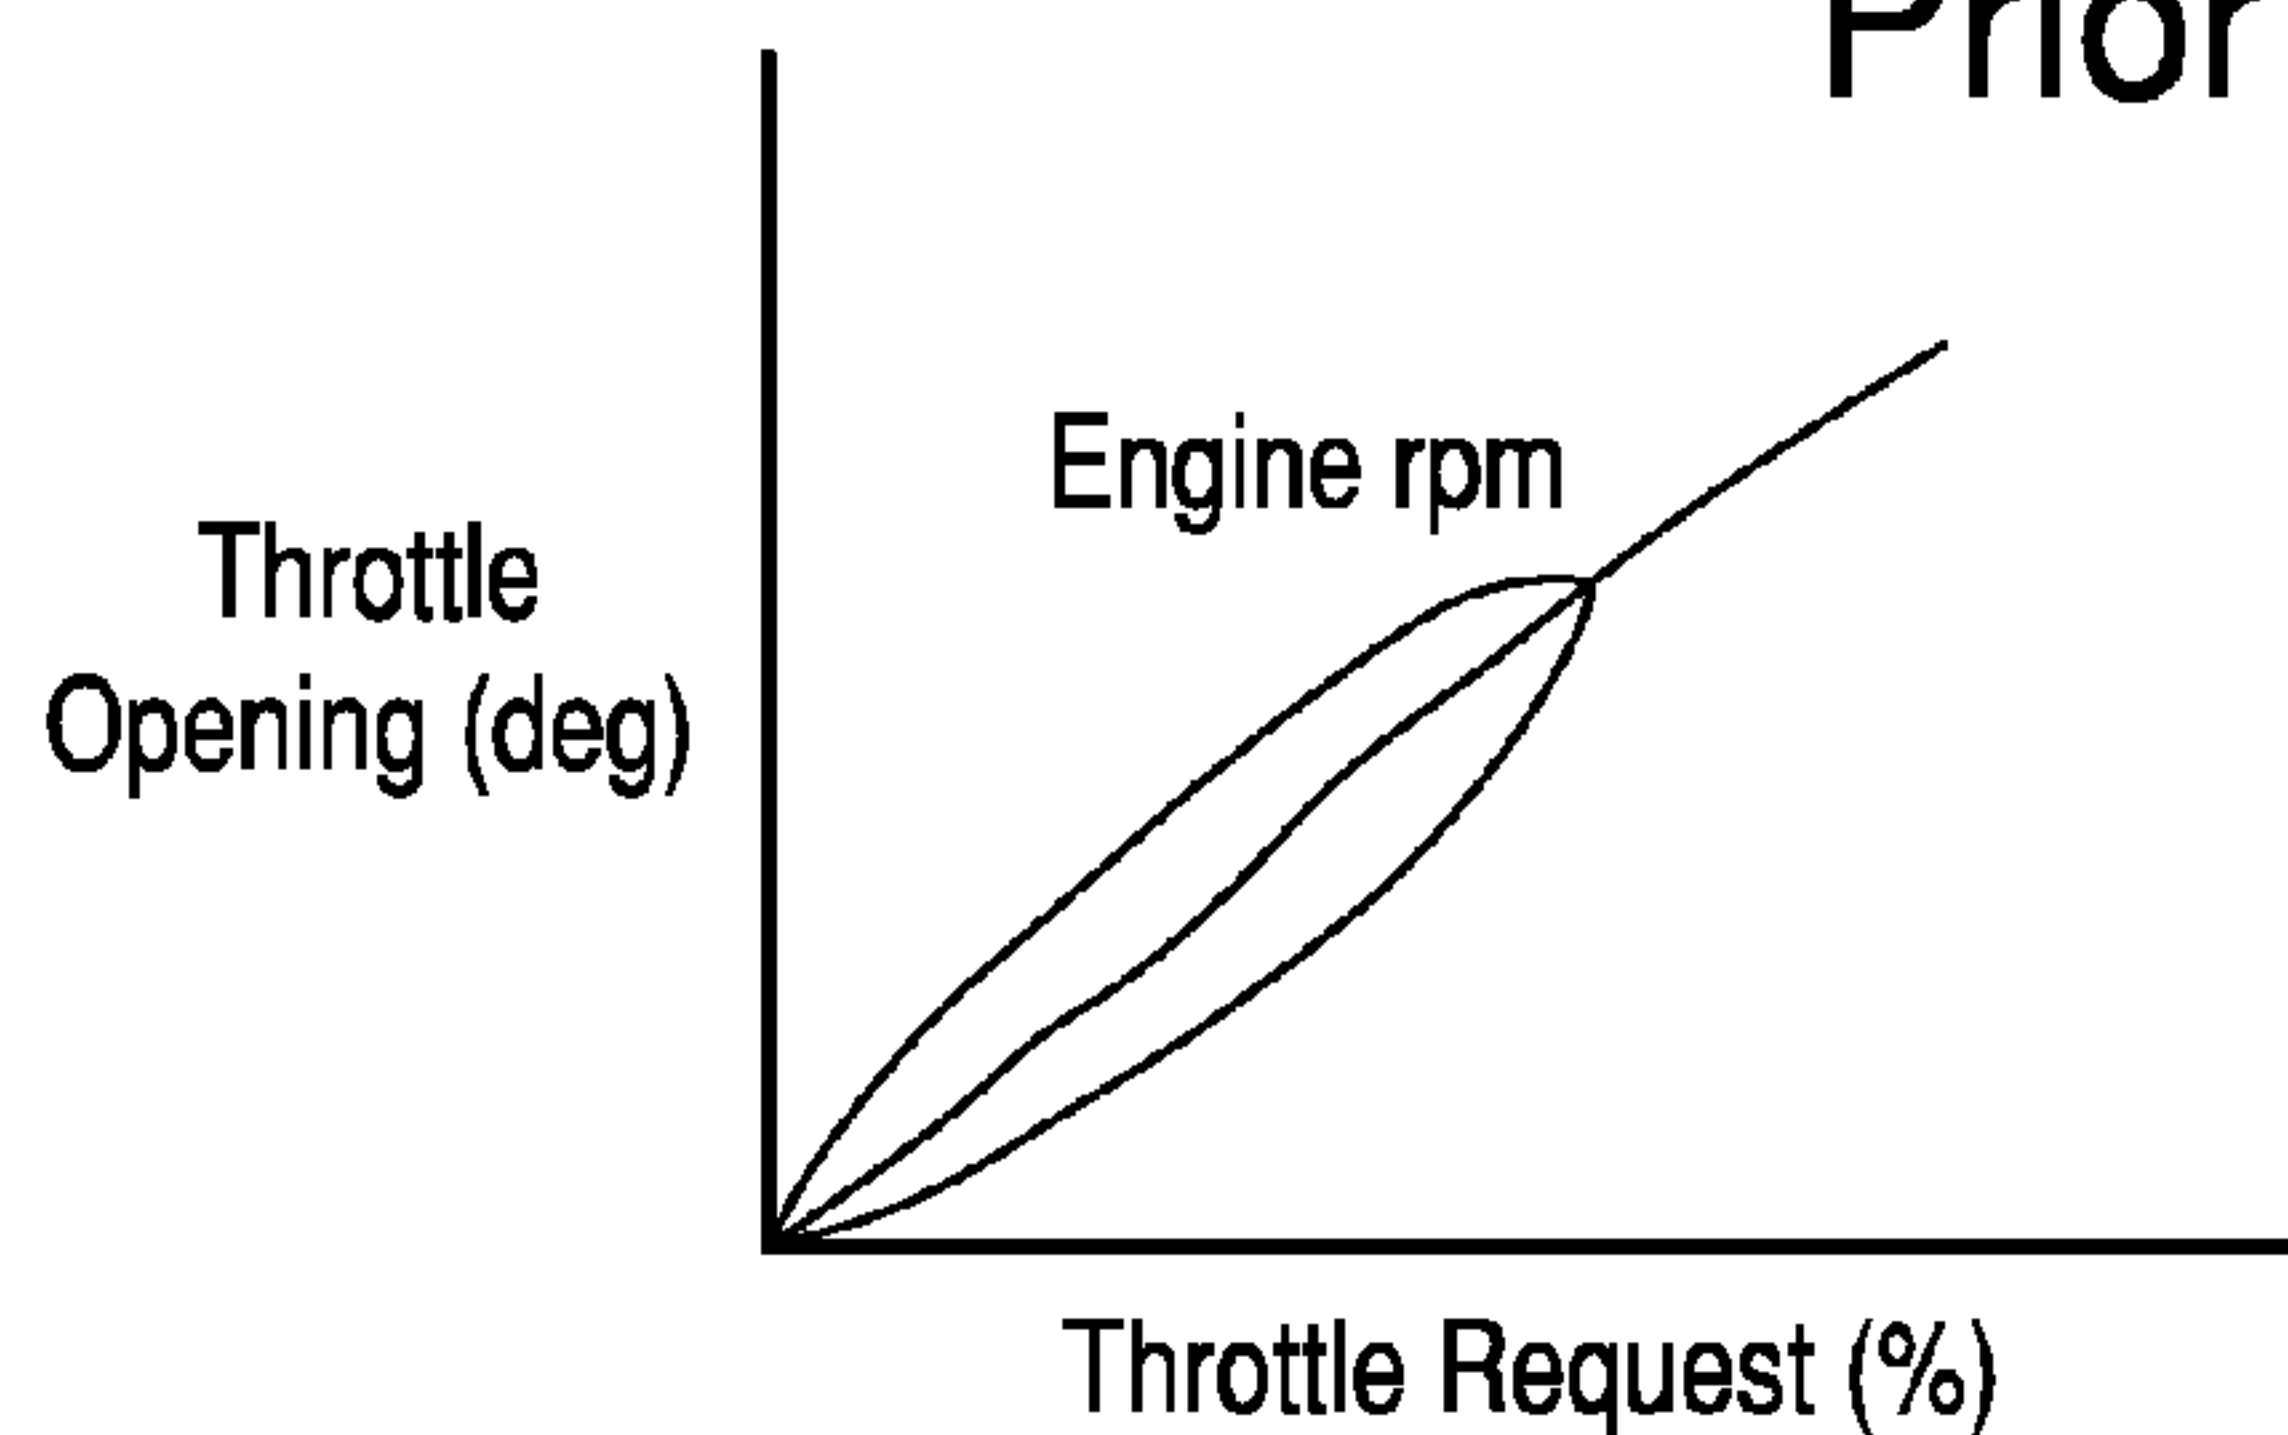 Prior
Engine rpm
Throttle
Opening (deg)
Throttle Request (%)